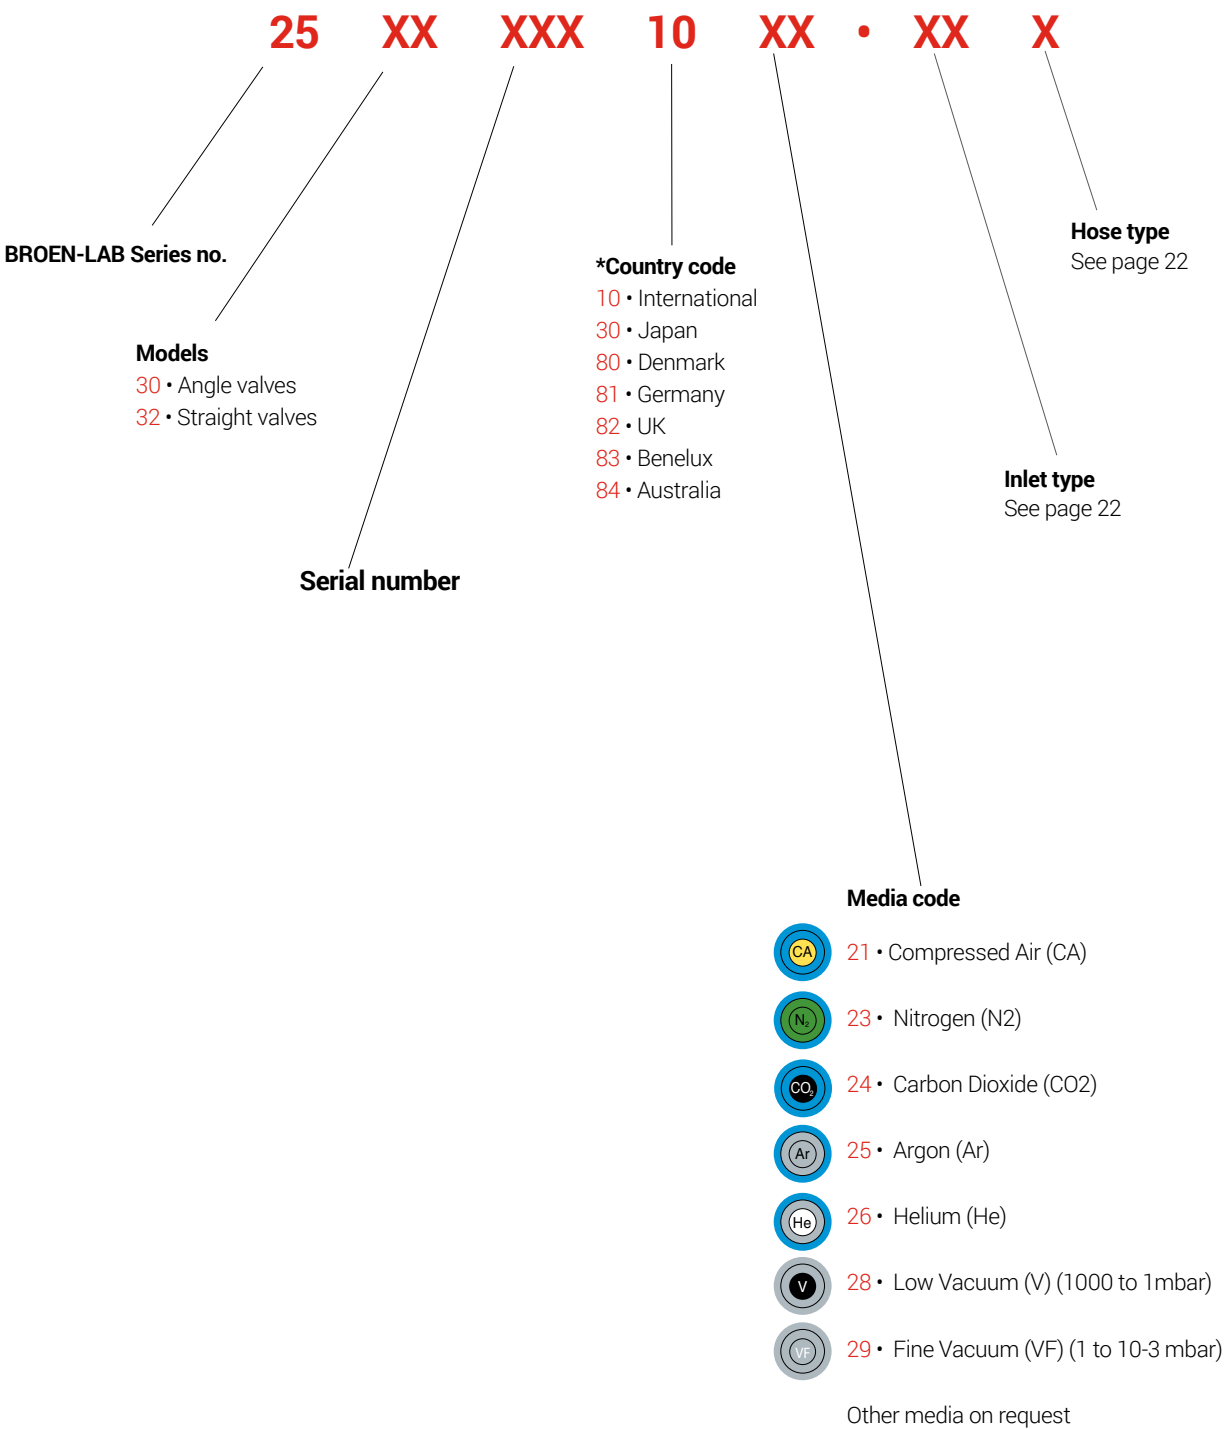 25 XX XXX 10 XX • XX X
BROEN-LAB Series no.
Models
30 • Angle valves
32 • Straight valves
Serial number
*Country code
10 • International
30 • Japan
80 • Denmark
81 • Germany
82 • UK
83 • Benelux
84 • Australia
Hose type
See page 22
Inlet type
See page 22
Media code
CA 21 • Compressed Air (CA)
N₂ 23 • Nitrogen (N2)
CO₂ 24 • Carbon Dioxide (CO2)
Ar 25 • Argon (Ar)
He 26 • Helium (He)
V 28 • Low Vacuum (V) (1000 to 1mbar)
VF 29 • Fine Vacuum (VF) (1 to 10-3 mbar)
Other media on request